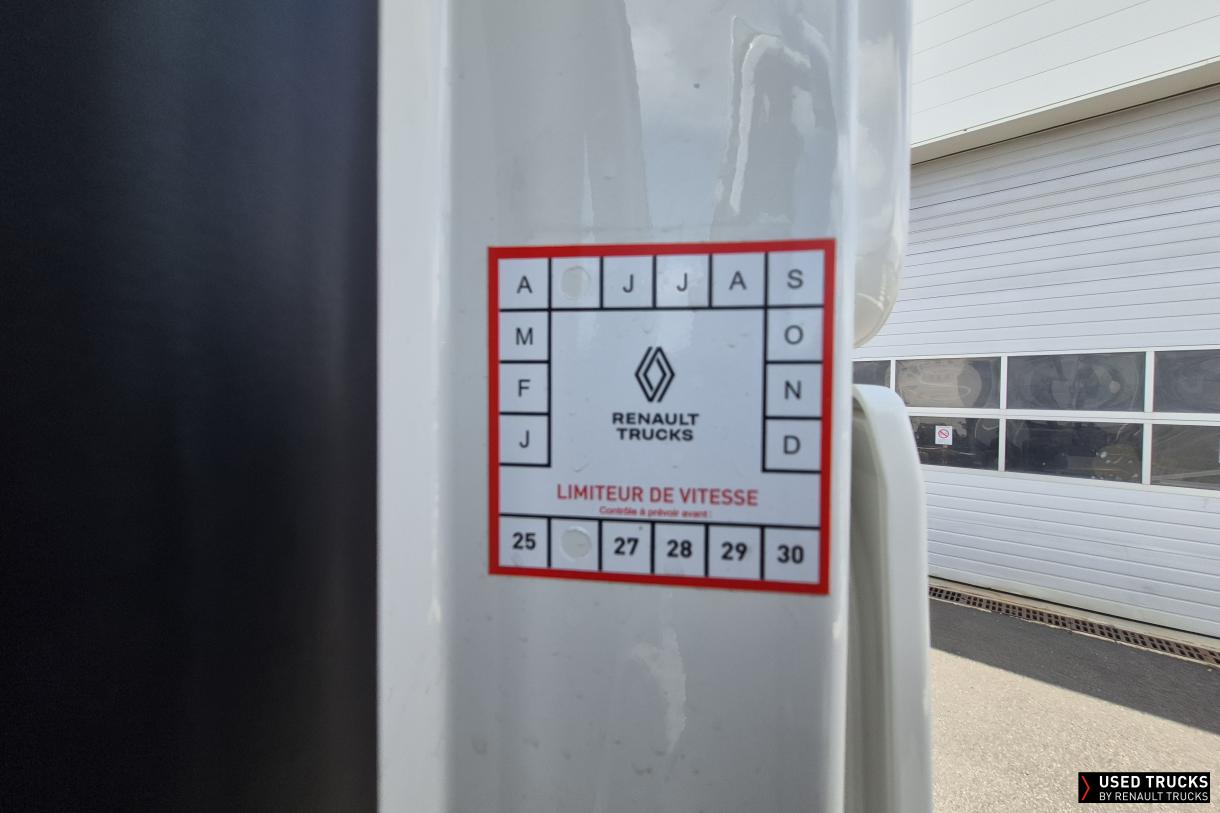 A J J A S
M O
F N
J D
RENAULT
TRUCKS
LIMITEUR DE VITESSE
Contrôle à prévoir avant :
25 27 28 29 30
USED TRUCKS
BY RENAULT TRUCKS